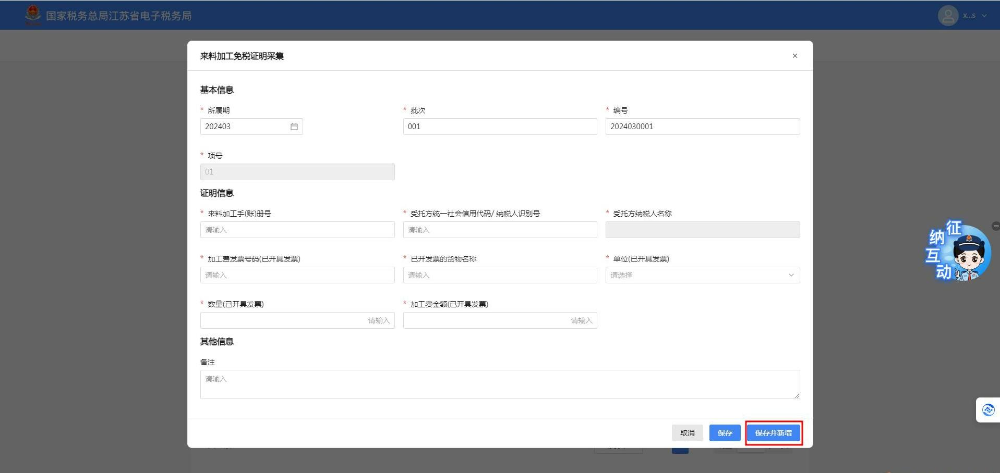 国家税务总局江苏省电子税务局
x...s
来料加工免税证明采集
×
基本信息
* 所属期
* 批次
* 编号
202403
001
2024030001
* 项号
01
证明信息
* 来料加工手(账)册号
* 受托方统一社会信用代码/ 纳税人识别号
* 受托方纳税人名称
请输入
请输入
* 加工费发票号码(已开具发票)
* 已开发票的货物名称
* 单位(已开具发票)
请输入
请输入
请选择
* 数量(已开具发票)
* 加工费金额(已开具发票)
请输入
请输入
其他信息
备注
请输入
取消
保存
保存并新增
征纳互动